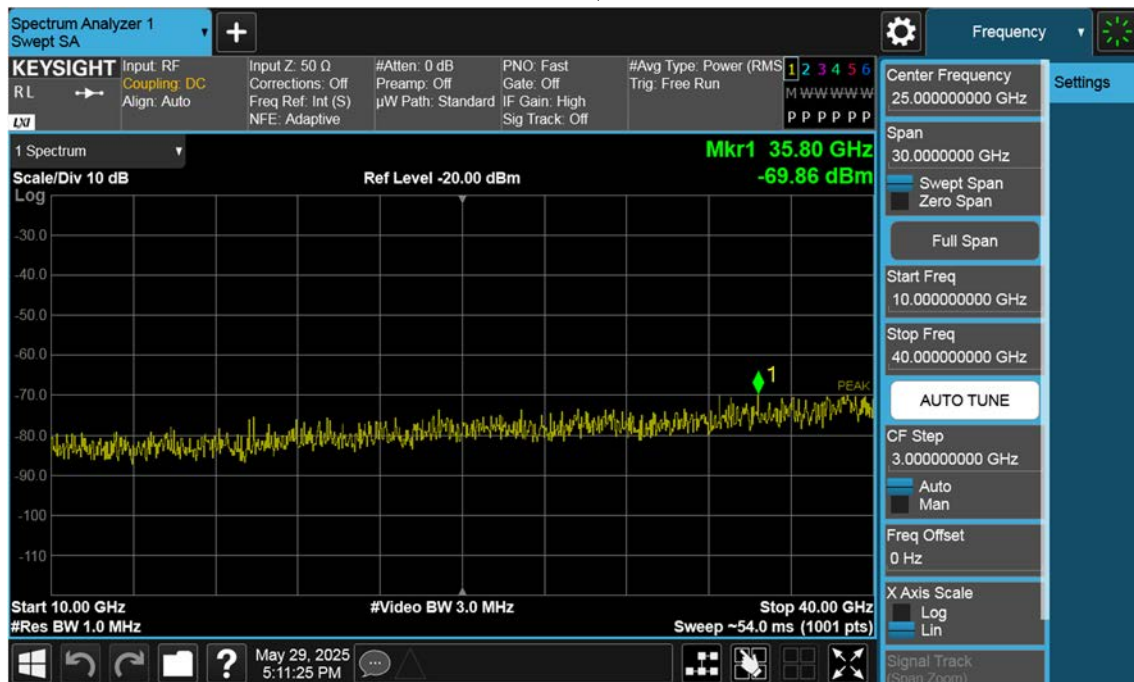 Spectrum Analyzer 1
Swept SA
+
Frequency
KEYSIGHT
RL
LXI
Input: RF
Coupling: DC
Align: Auto
Input Z: 50 Ω
Corrections: Off
Freq Ref: Int (S)
NFE: Adaptive
#Atten: 0 dB
Preamp: Off
µW Path: Standard
PNO: Fast
Gate: Off
IF Gain: High
Sig Track: Off
#Avg Type: Power (RMS
Trig: Free Run
1 2 3 4 5 6
M W W W W W
P P P P P P
1 Spectrum
Mkr1 35.80 GHz
-69.86 dBm
Scale/Div 10 dB
Ref Level -20.00 dBm
Log
-30.0
-40.0
-50.0
-60.0
-70.0
-80.0
-90.0
-100
-110
1
PEAK
Start 10.00 GHz
#Video BW 3.0 MHz
Stop 40.00 GHz
#Res BW 1.0 MHz
Sweep ~54.0 ms (1001 pts)
?
May 29, 2025
5:11:25 PM
Center Frequency
25.000000000 GHz
Span
30.0000000 GHz
Swept Span
Zero Span
Full Span
Start Freq
10.000000000 GHz
Stop Freq
40.000000000 GHz
AUTO TUNE
CF Step
3.000000000 GHz
Auto
Man
Freq Offset
0 Hz
X Axis Scale
Log
Lin
Signal Track
(Span Zoom)
Settings